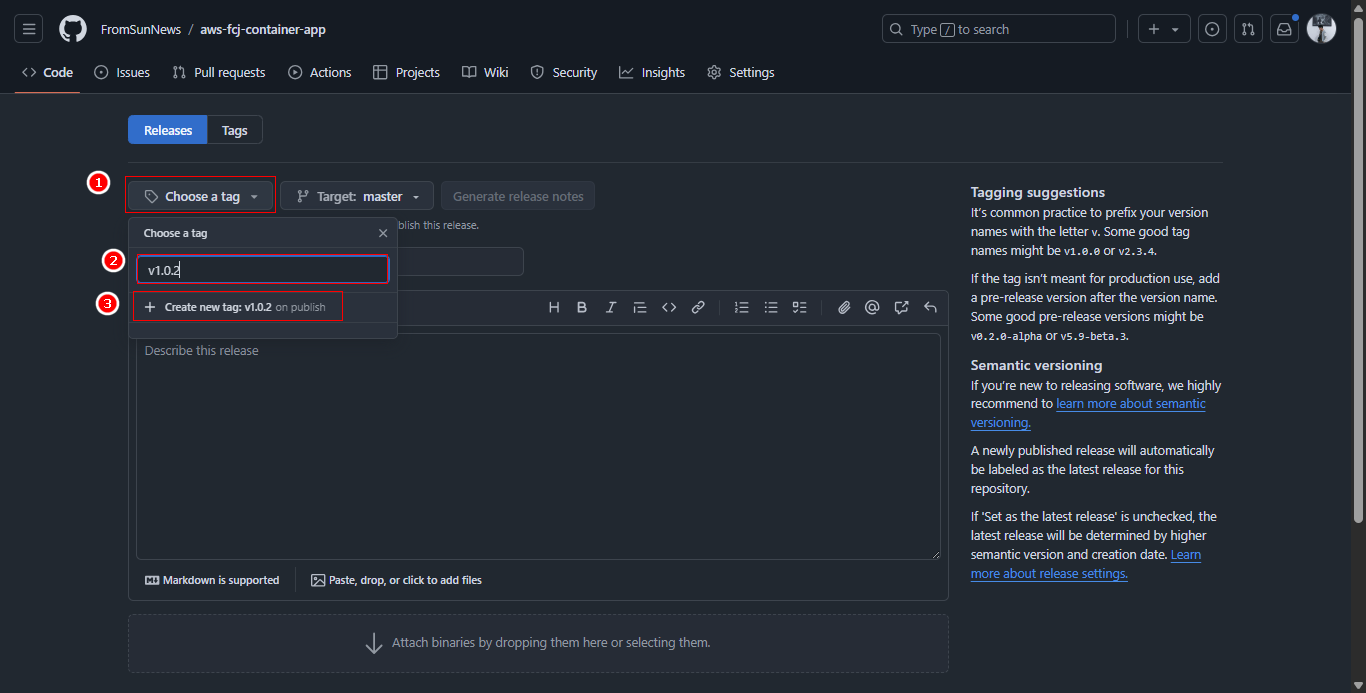 FromSunNews / aws-fcj-container-app
Type / to search
Code
Issues
Pull requests
Actions
Projects
Wiki
Security
Insights
Settings
Releases
Tags
1
Choose a tag
Target: master
Generate release notes
Choose a tag
blish this release.
2
v1.0.2
3
Create new tag: v1.0.2 on publish
H B I
Describe this release
Markdown is supported
Paste, drop, or click to add files
Attach binaries by dropping them here or selecting them.
Tagging suggestions
It's common practice to prefix your version
names with the letter v. Some good tag
names might be v1.0.0 or v2.3.4.
If the tag isn't meant for production use, add
a pre-release version after the version name.
Some good pre-release versions might be
v0.2.0-alpha or v5.9-beta.3.
Semantic versioning
If you're new to releasing software, we highly
recommend to learn more about semantic
versioning.
A newly published release will automatically
be labeled as the latest release for this
repository.
If 'Set as the latest release' is unchecked, the
latest release will be determined by higher
semantic version and creation date. Learn
more about release settings.